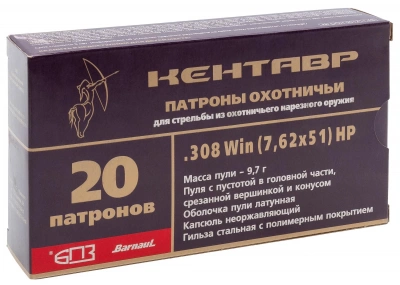 КЕНТАВР
ПАТРОНЫ ОХОТНИЧЬИ
для стрельбы из охотничьего нарезного оружия
.308 Win (7,62x51) HP
Масса пули – 9,7 г
Пуля с пустотой в головной части,
срезанной вершинкой и конусом
Оболочка пули латунная
Капсюль неоржавляющий
Гильза стальная с полимерным покрытием
20
патронов
БПЗ®
Barnaul